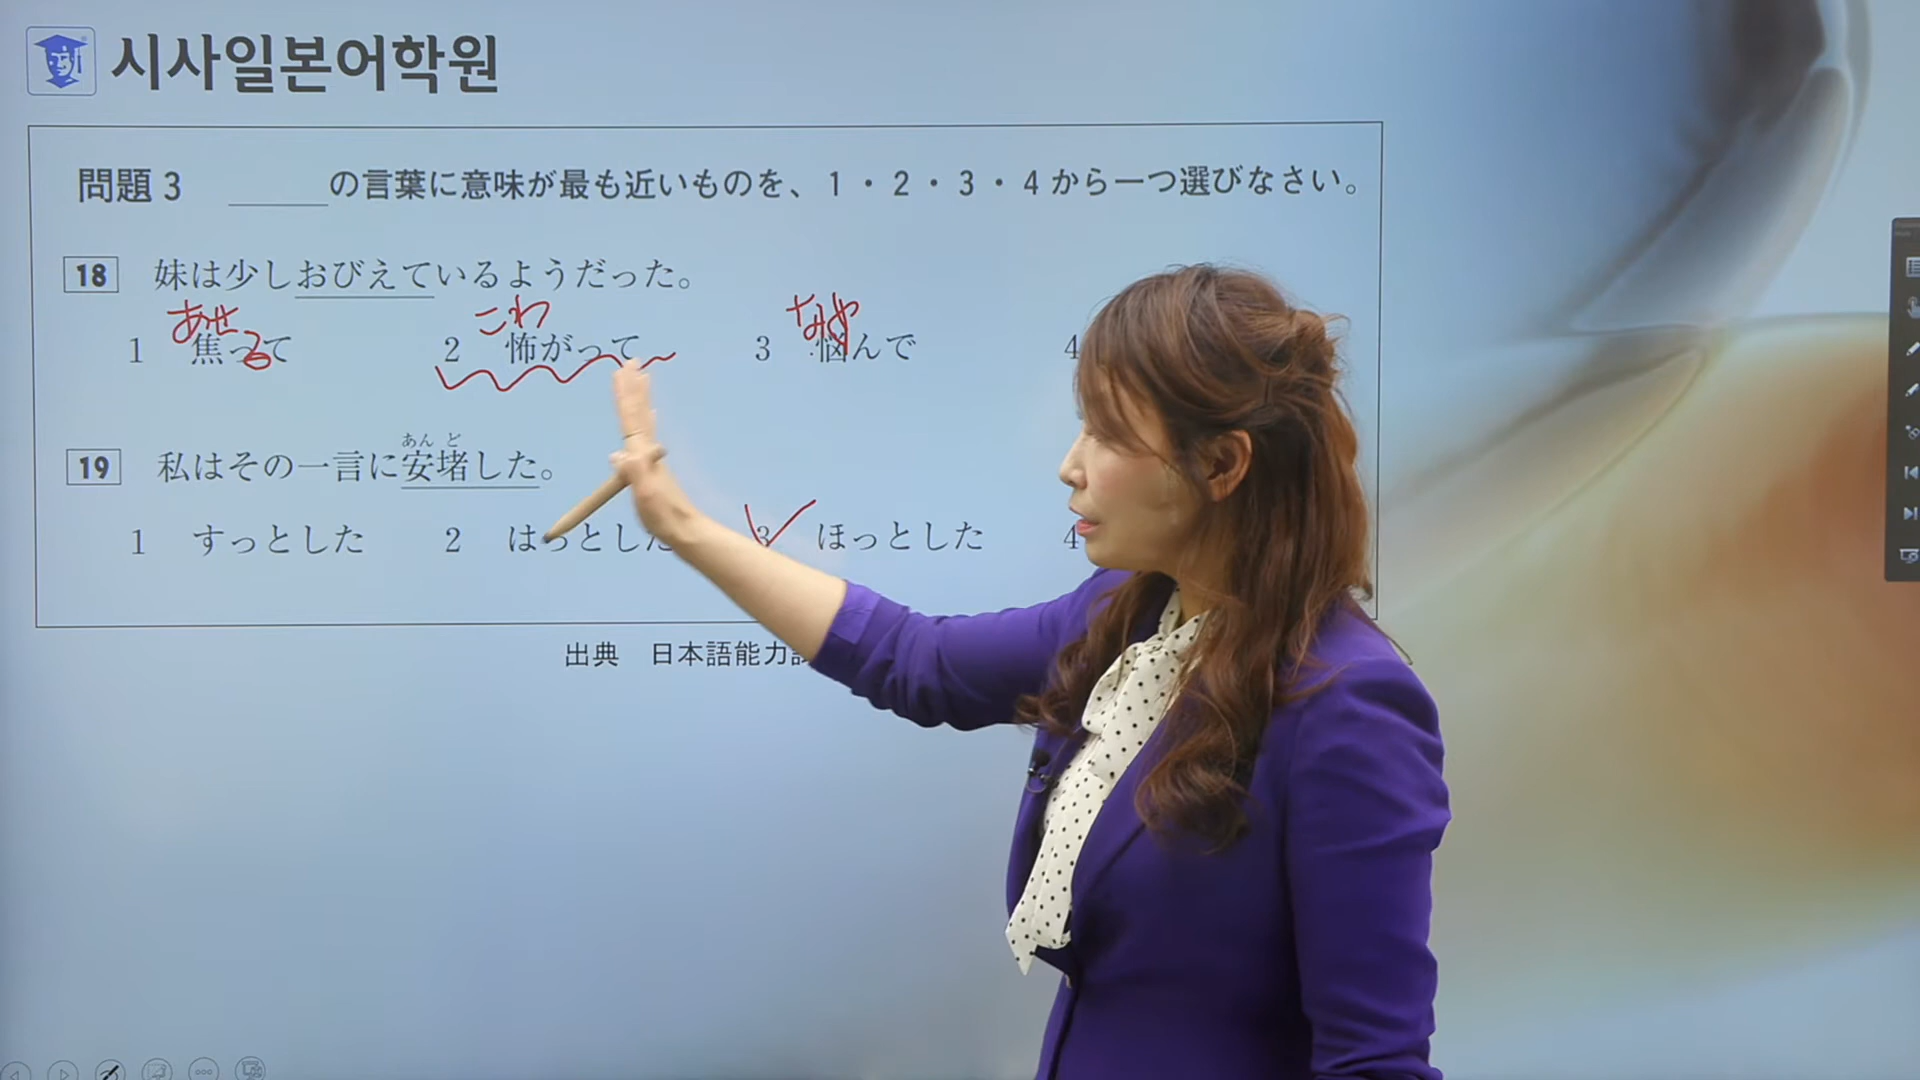 시사일본어학원
問題3 ＿＿＿の言葉に意味が最も近いものを、1・2・3・4から一つ選びなさい。
18 妹は少しおびえているようだった。
あせる こわ なや
1 焦って 2 怖がって 3 悩んで 4
あん ど
19 私はその一言に安堵した。
1 すっとした 2 はっとした 3 ほっとした 4
出典 日本語能力試